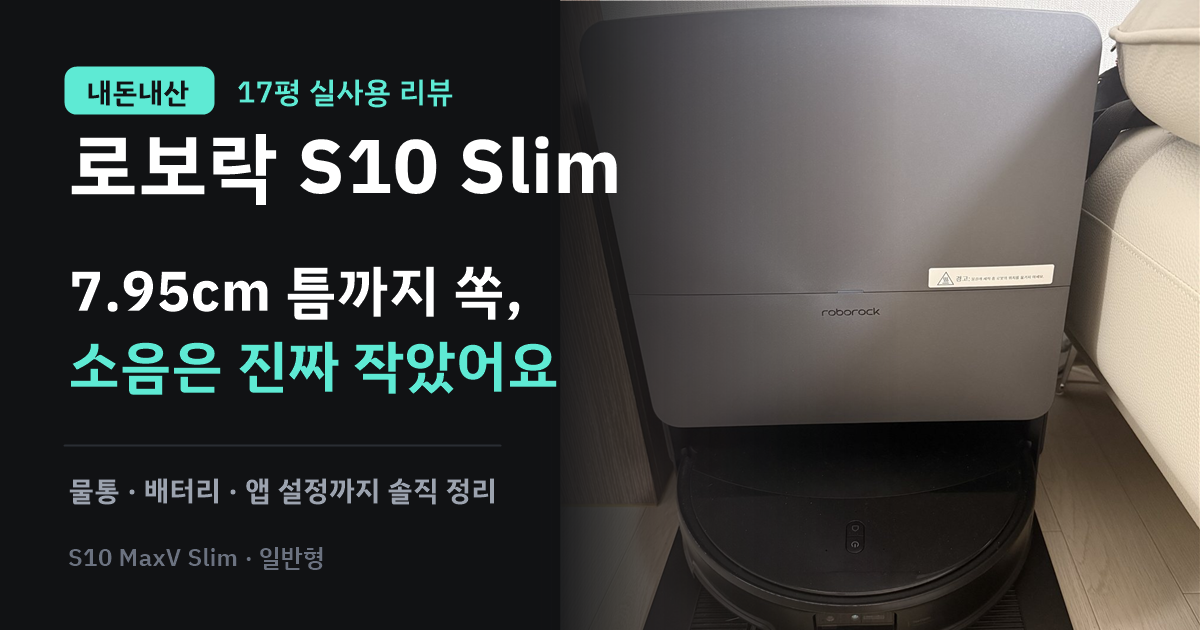 내돈내산 17평 실사용 리뷰
로보락 S10 Slim
7.95cm 틈까지 쏙,
소음은 진짜 작았어요
물통 · 배터리 · 앱 설정까지 솔직 정리
S10 MaxV Slim · 일반형
경고:
roborock